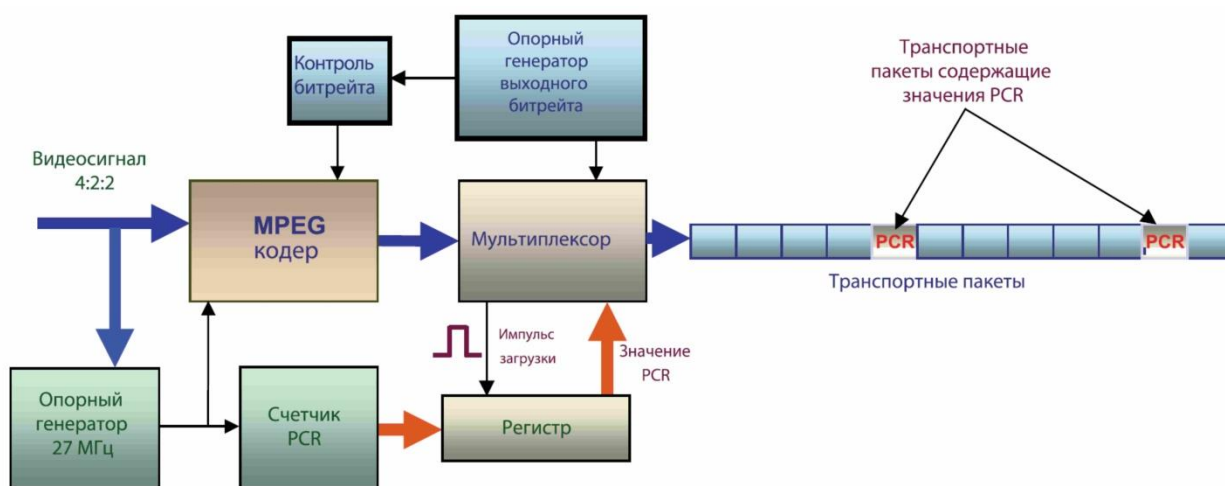 Контроль
битрейта
Опорный
генератор
выходного
битрейта
Транспортные
пакеты содержащие
значения PCR
Видеосигнал
4:2:2
MPEG
кодер
Мультиплексор
PCR
PCR
Транспортные пакеты
Импульс
загрузки
Значение
PCR
Опорный
генератор
27 МГц
Счетчик
PCR
Регистр